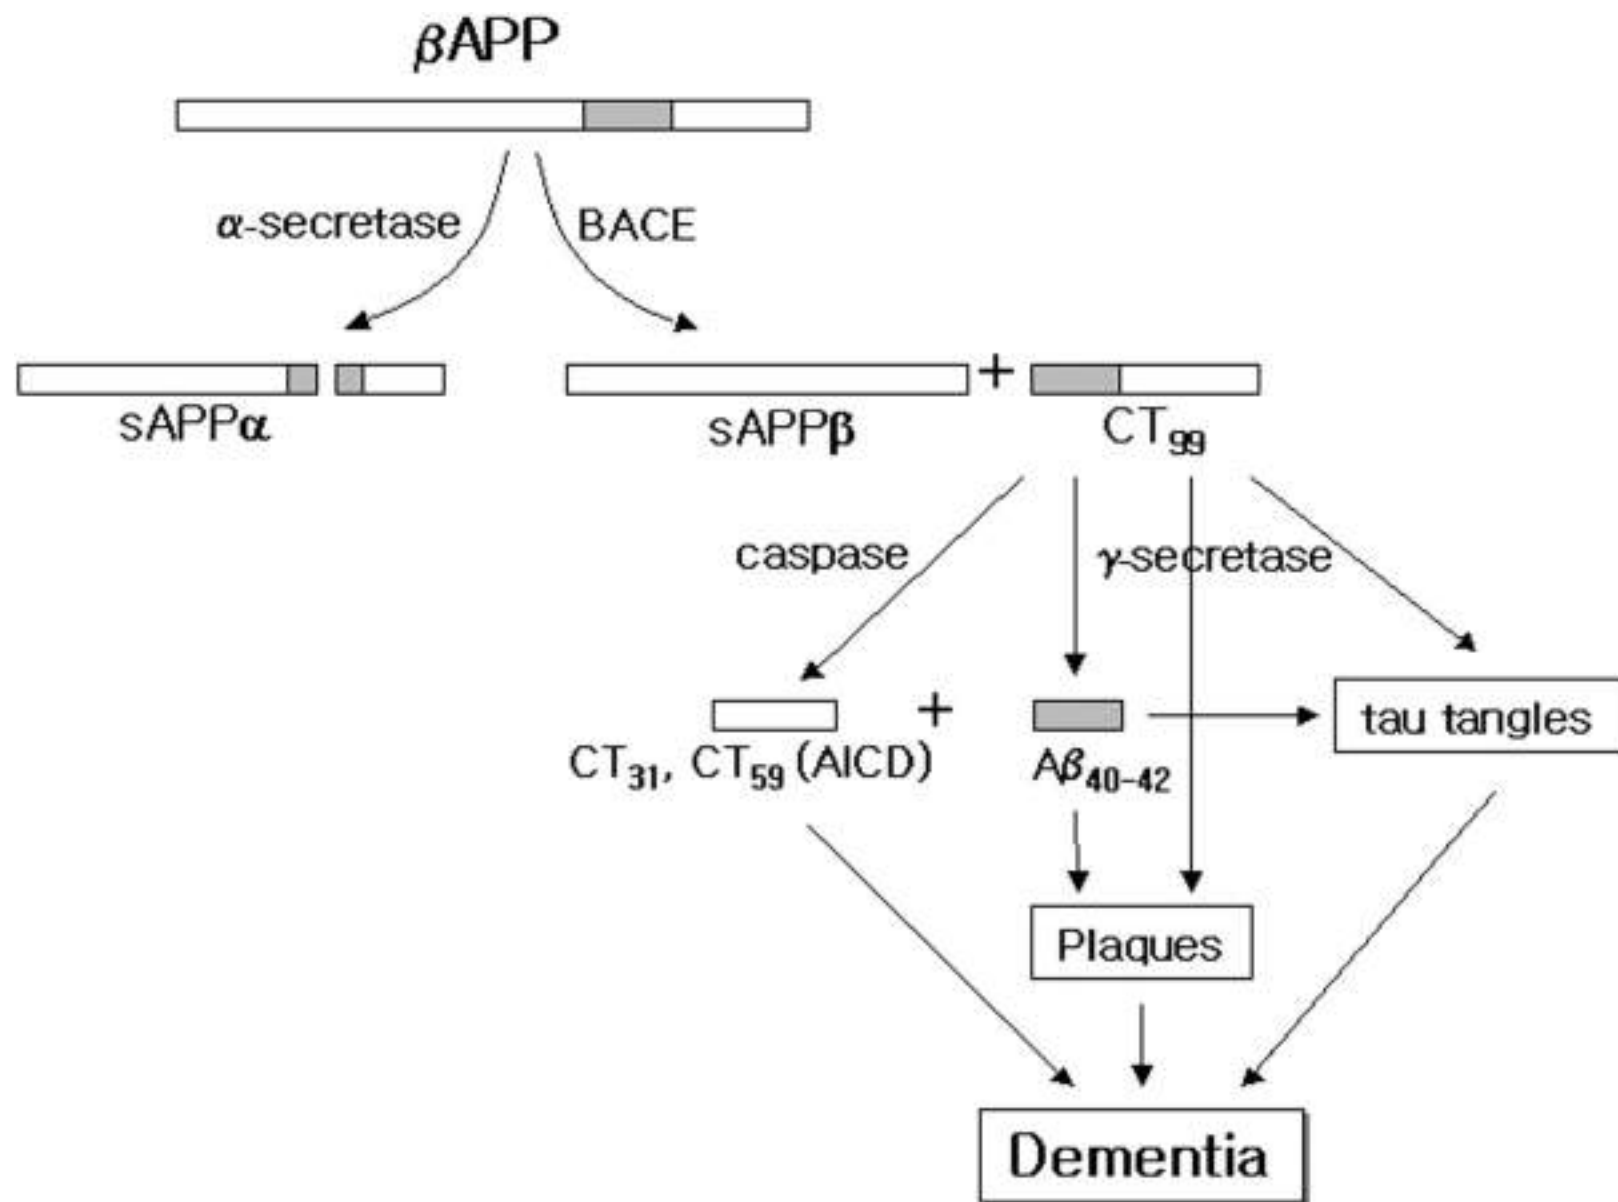 βAPP
α-secretase BACE
+
sAPPα sAPPβ CT₉₉
caspase γ-secretase
+
tau tangles
CT₃₁, CT₅₉ (AICD) Aβ₄₀₋₄₂
Plaques
Dementia